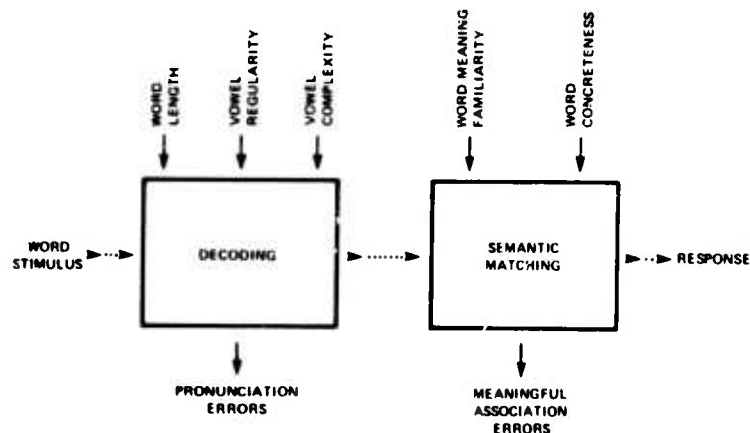 WORD
LENGTH
VOWEL
REGULARITY
VOWEL
COMPLEXITY
WORD MEANING
FAMILIARITY
WORD
CONCRETENESS
WORD
STIMULUS
DECODING
SEMANTIC
MATCHING
RESPONSE
PRONUNCIATION
ERRORS
MEANINGFUL
ASSOCIATION
ERRORS